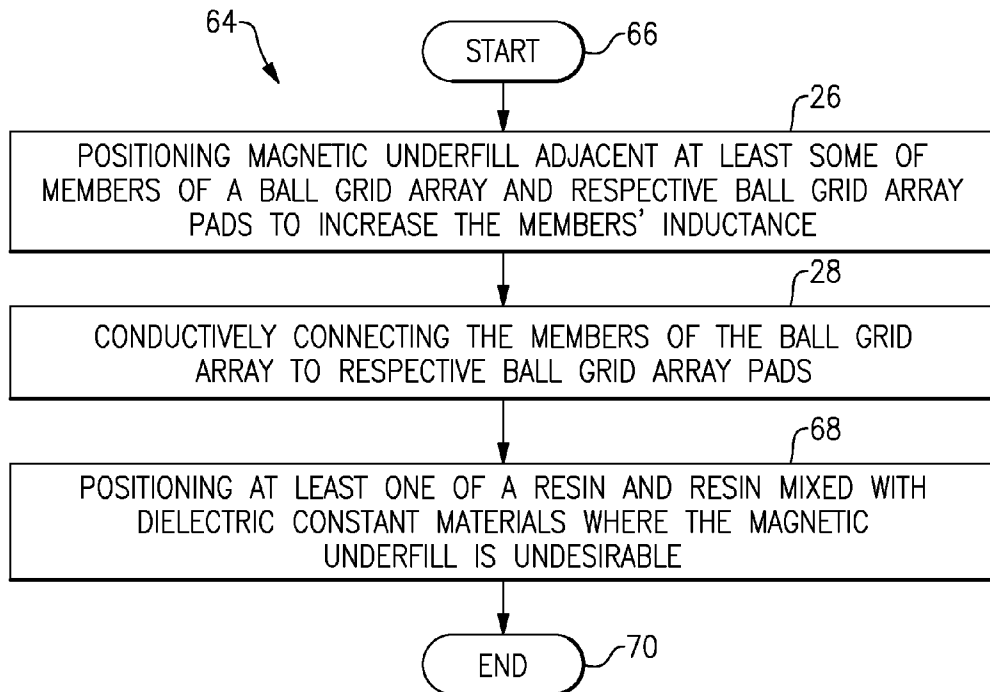 64
START
66
26
POSITIONING MAGNETIC UNDERFILL ADJACENT AT LEAST SOME OF
MEMBERS OF A BALL GRID ARRAY AND RESPECTIVE BALL GRID ARRAY
PADS TO INCREASE THE MEMBERS' INDUCTANCE
28
CONDUCTIVELY CONNECTING THE MEMBERS OF THE BALL GRID
ARRAY TO RESPECTIVE BALL GRID ARRAY PADS
68
POSITIONING AT LEAST ONE OF A RESIN AND RESIN MIXED WITH
DIELECTRIC CONSTANT MATERIALS WHERE THE MAGNETIC
UNDERFILL IS UNDESIRABLE
END
70